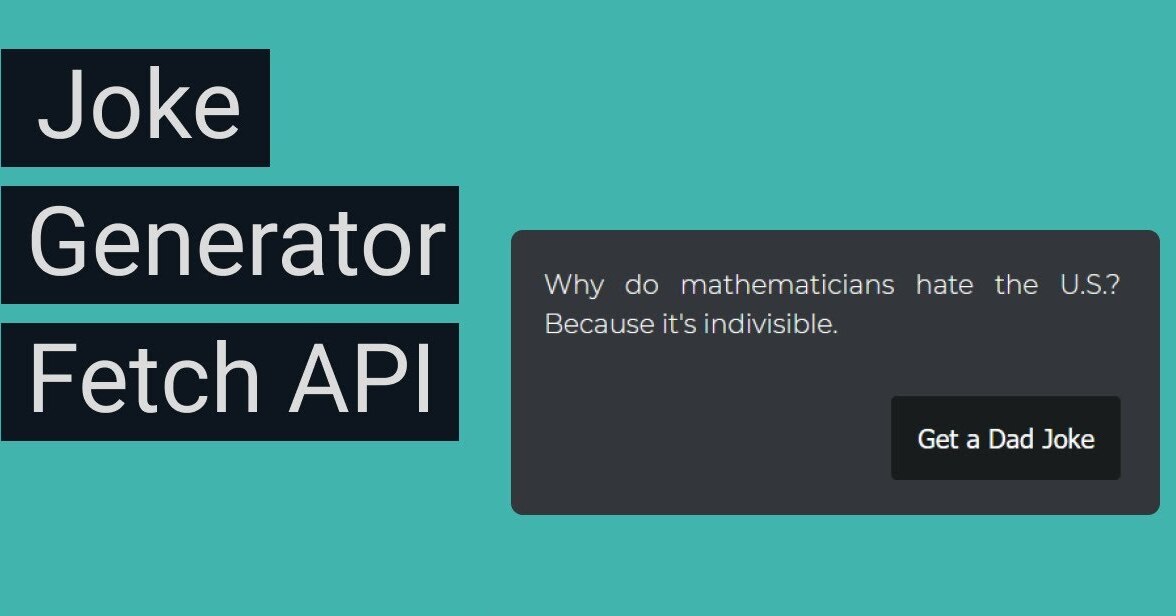 Joke
Generator
Fetch API
Why do mathematicians hate the U.S.?
Because it's indivisible.
Get a Dad Joke